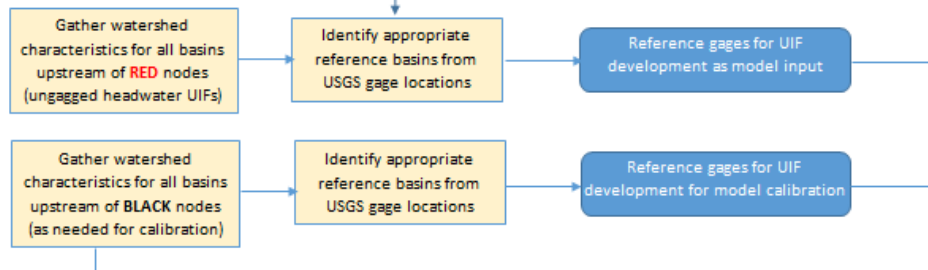 Gather watershed
characteristics for all basins
upstream of RED nodes
(ungagged headwater UIFs)
Identify appropriate
reference basins from
USGS gage locations
Reference gages for UIF
development as model input
Gather watershed
characteristics for all basins
upstream of BLACK nodes
(as needed for calibration)
Identify appropriate
reference basins from
USGS gage locations
Reference gages for UIF
development for model calibration